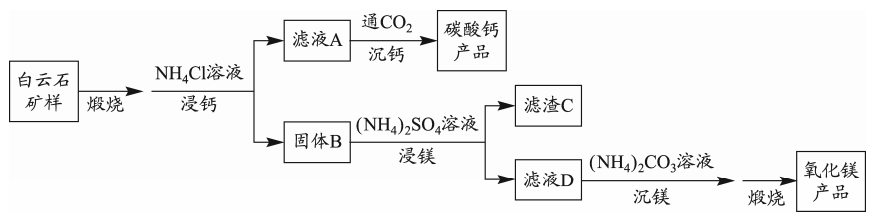 白云石
矿样
煅烧
NH4Cl溶液
浸钙
滤液A
通CO2
沉钙
碳酸钙
产品
固体B
(NH4)2SO4溶液
浸镁
滤渣C
滤液D
(NH4)2CO3溶液
沉镁
煅烧
氧化镁
产品